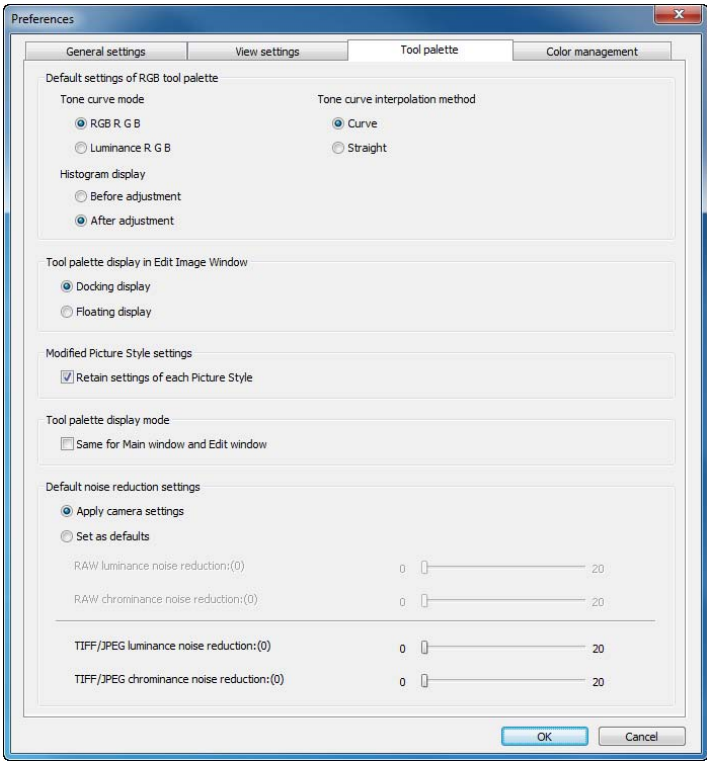 Preferences
General settings View settings Tool palette Color management
Default settings of RGB tool palette
Tone curve mode Tone curve interpolation method
RGB R G B Curve
Luminance R G B Straight
Histogram display
Before adjustment
After adjustment
Tool palette display in Edit Image Window
Docking display
Floating display
Modified Picture Style settings
Retain settings of each Picture Style
Tool palette display mode
Same for Main window and Edit window
Default noise reduction settings
Apply camera settings
Set as defaults
RAW luminance noise reduction:(0) 0 20
RAW chrominance noise reduction:(0) 0 20
TIFF/JPEG luminance noise reduction:(0) 0 20
TIFF/JPEG chrominance noise reduction:(0) 0 20
OK Cancel